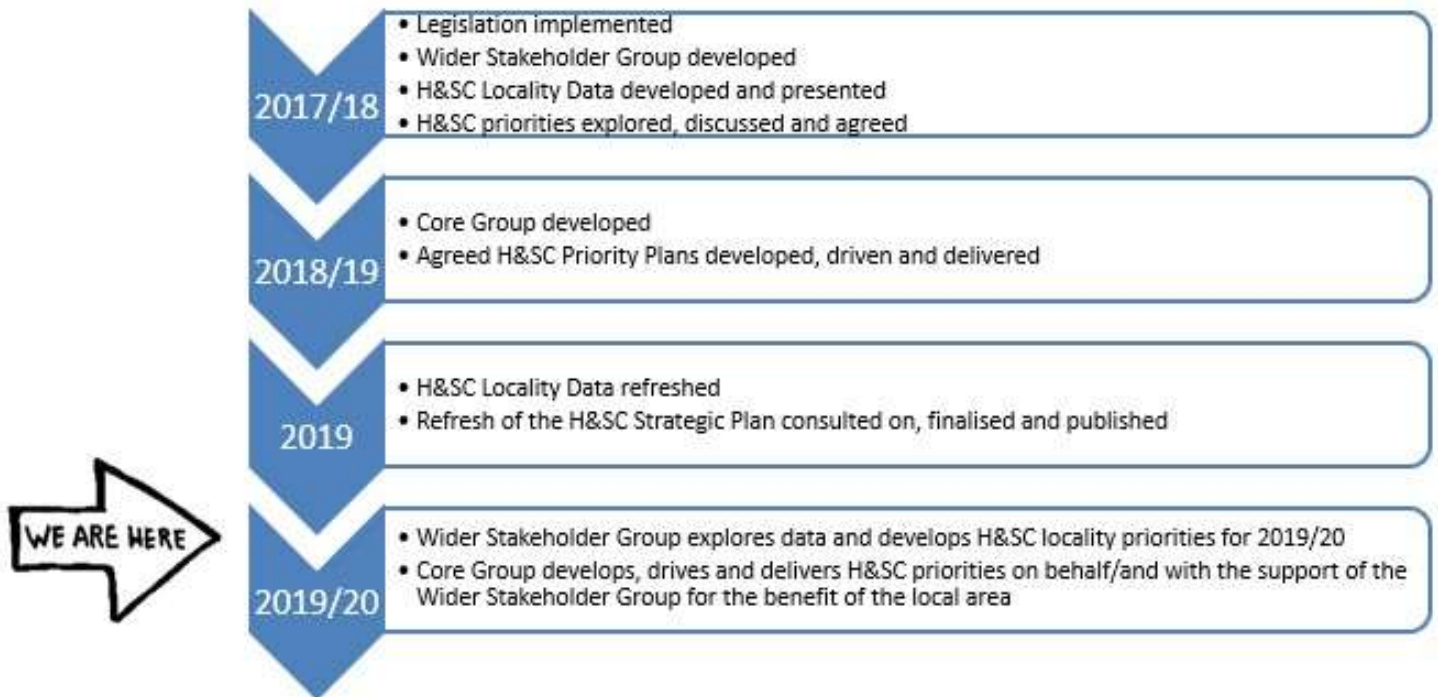 2017/18
• Legislation implemented
• Wider Stakeholder Group developed
• H&SC Locality Data developed and presented
• H&SC priorities explored, discussed and agreed
2018/19
• Core Group developed
• Agreed H&SC Priority Plans developed, driven and delivered
2019
• H&SC Locality Data refreshed
• Refresh of the H&SC Strategic Plan consulted on, finalised and published
WE ARE HERE
2019/20
• Wider Stakeholder Group explores data and develops H&SC locality priorities for 2019/20
• Core Group develops, drives and delivers H&SC priorities on behalf/and with the support of the
Wider Stakeholder Group for the benefit of the local area